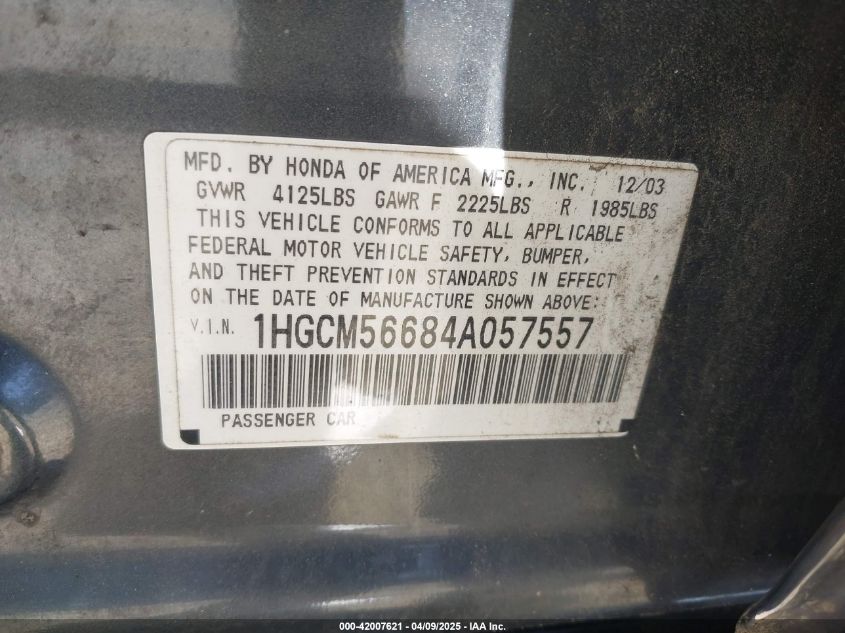 MFD. BY HONDA OF AMERICA MFG., INC. 12/03
GVWR 4125LBS GAWR F 2225LBS R 1985LBS
THIS VEHICLE CONFORMS TO ALL APPLICABLE
FEDERAL MOTOR VEHICLE SAFETY, BUMPER,
AND THEFT PREVENTION STANDARDS IN EFFECT
ON THE DATE OF MANUFACTURE SHOWN ABOVE:
V.I.N. 1HGCM56684A057557
PASSENGER CAR
000-42007621 | 04/09/2025 | IAA Inc.